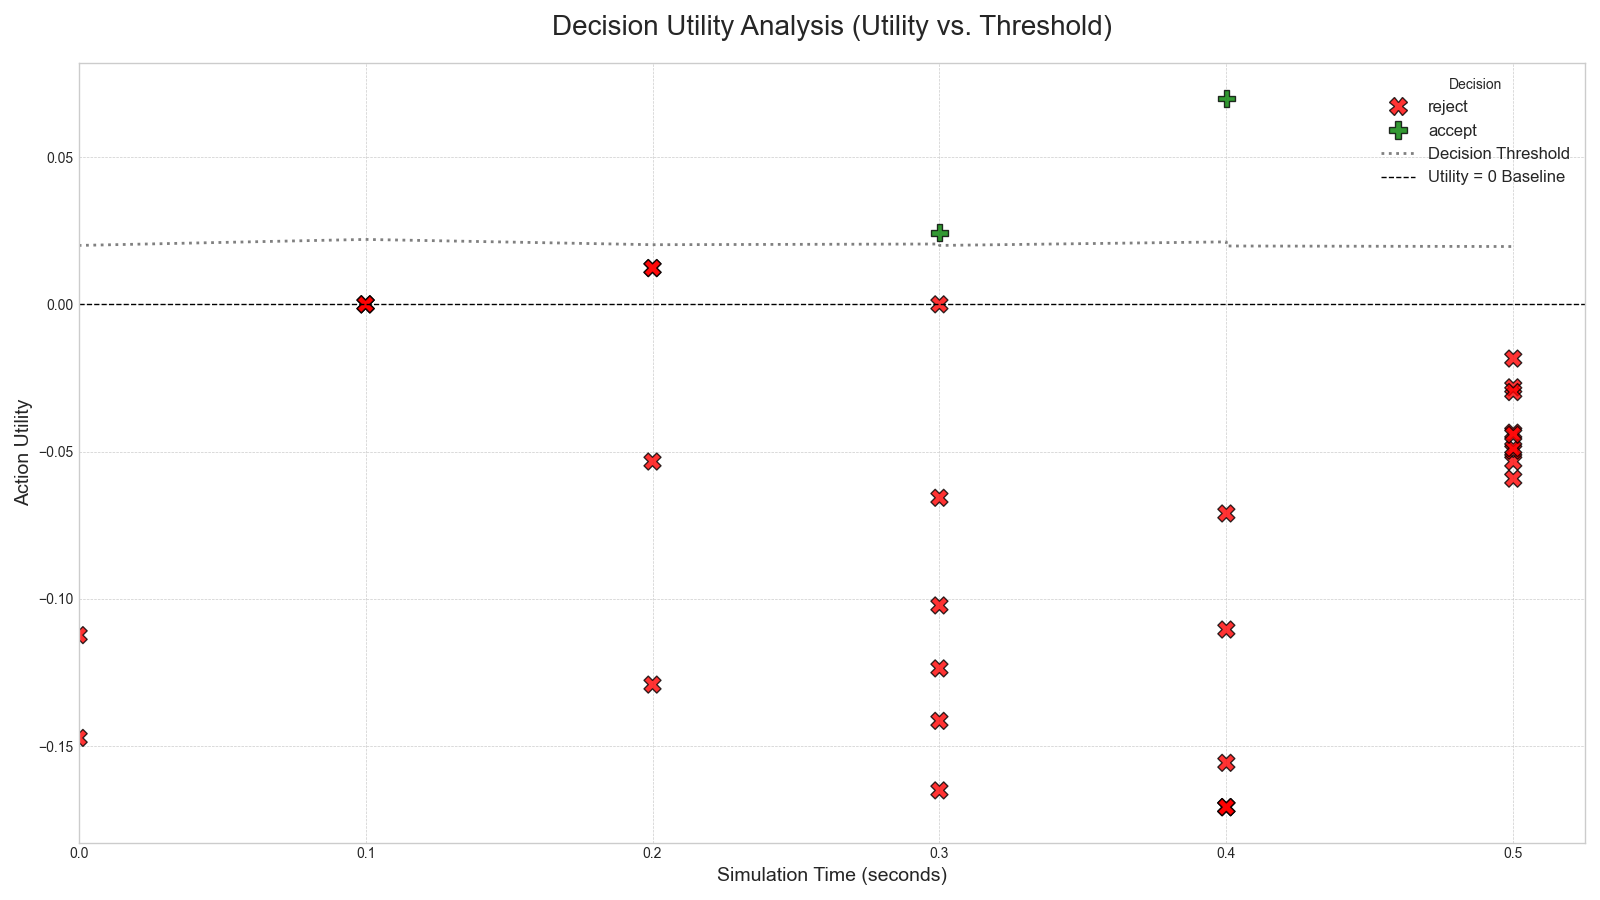 Decision Utility Analysis (Utility vs. Threshold)
Decision
reject
accept
Decision Threshold
Utility = 0 Baseline
Action Utility
0.05
0.00
−0.05
−0.10
−0.15
0.0 0.1 0.2 0.3 0.4 0.5
Simulation Time (seconds)